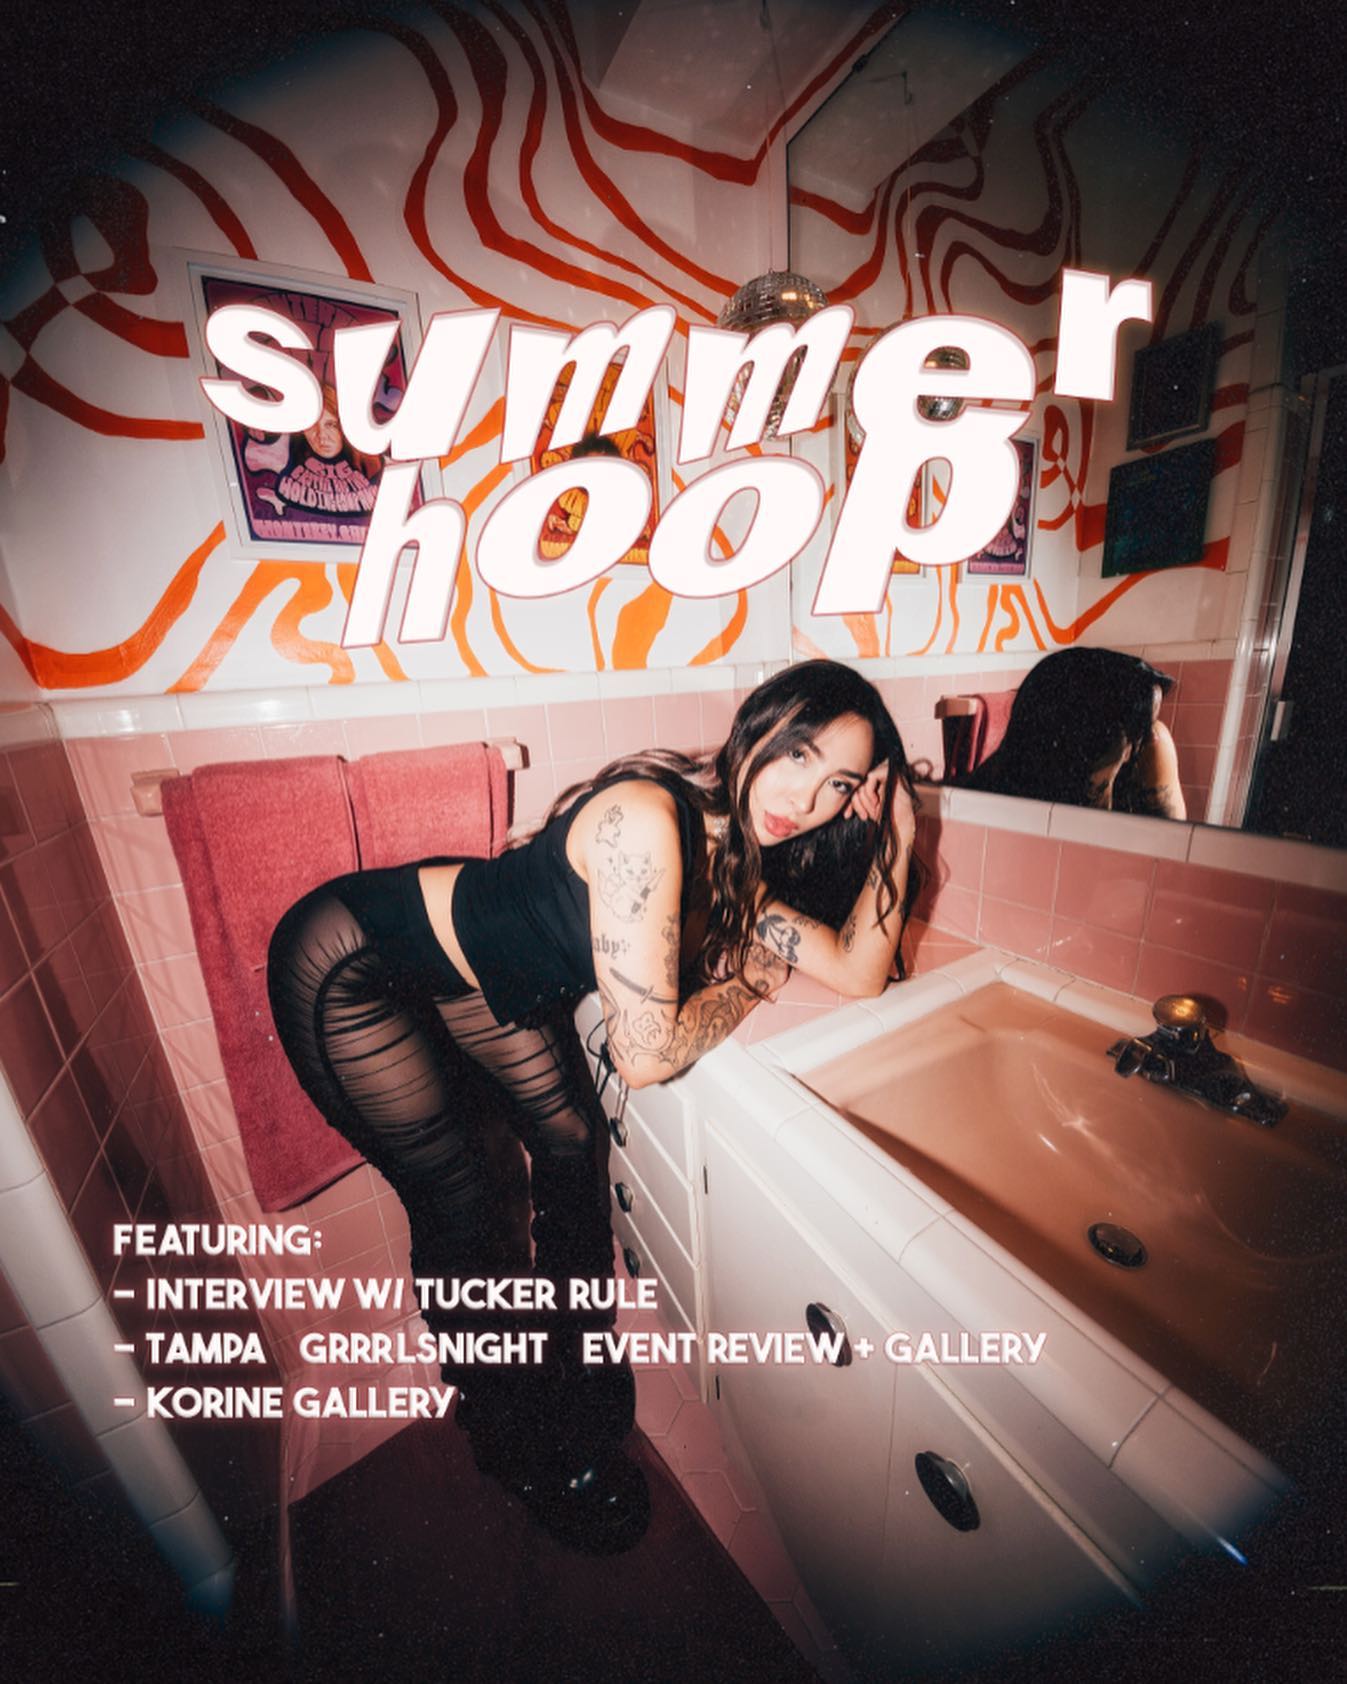 summer
hoop
FEATURING:
- INTERVIEW W/ TUCKER RULE
- TAMPA GRRRLSNIGHT EVENT REVIEW + GALLERY
- KORINE GALLERY